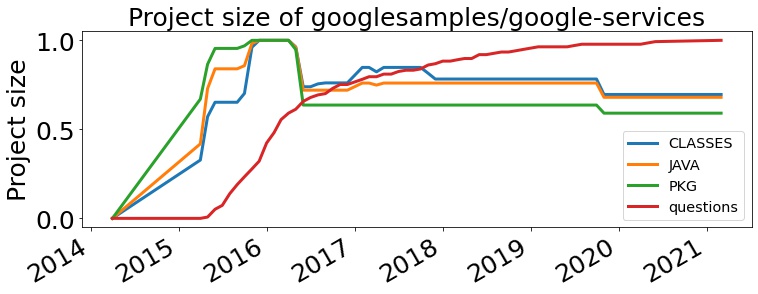 Project size of googlesamples/google-services
Project size
1.0
0.5
0.0
CLASSES
JAVA
PKG
questions
2014
2015
2016
2017
2018
2019
2020
2021